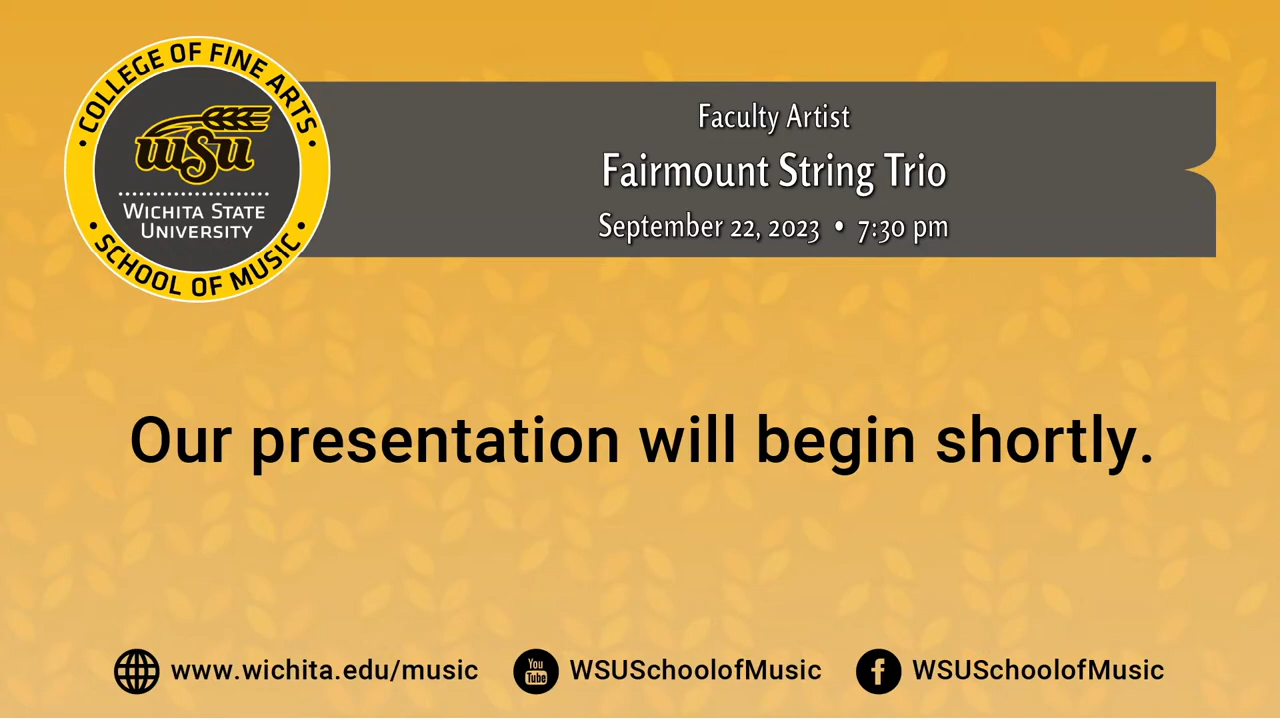 COLLEGE OF FINE ARTS
WSU
WICHITA STATE
UNIVERSITY
SCHOOL OF MUSIC
Faculty Artist
Fairmount String Trio
September 22, 2023 • 7:30 pm
Our presentation will begin shortly.
www.wichita.edu/music
You Tube WSUSchoolofMusic
f WSUSchoolofMusic